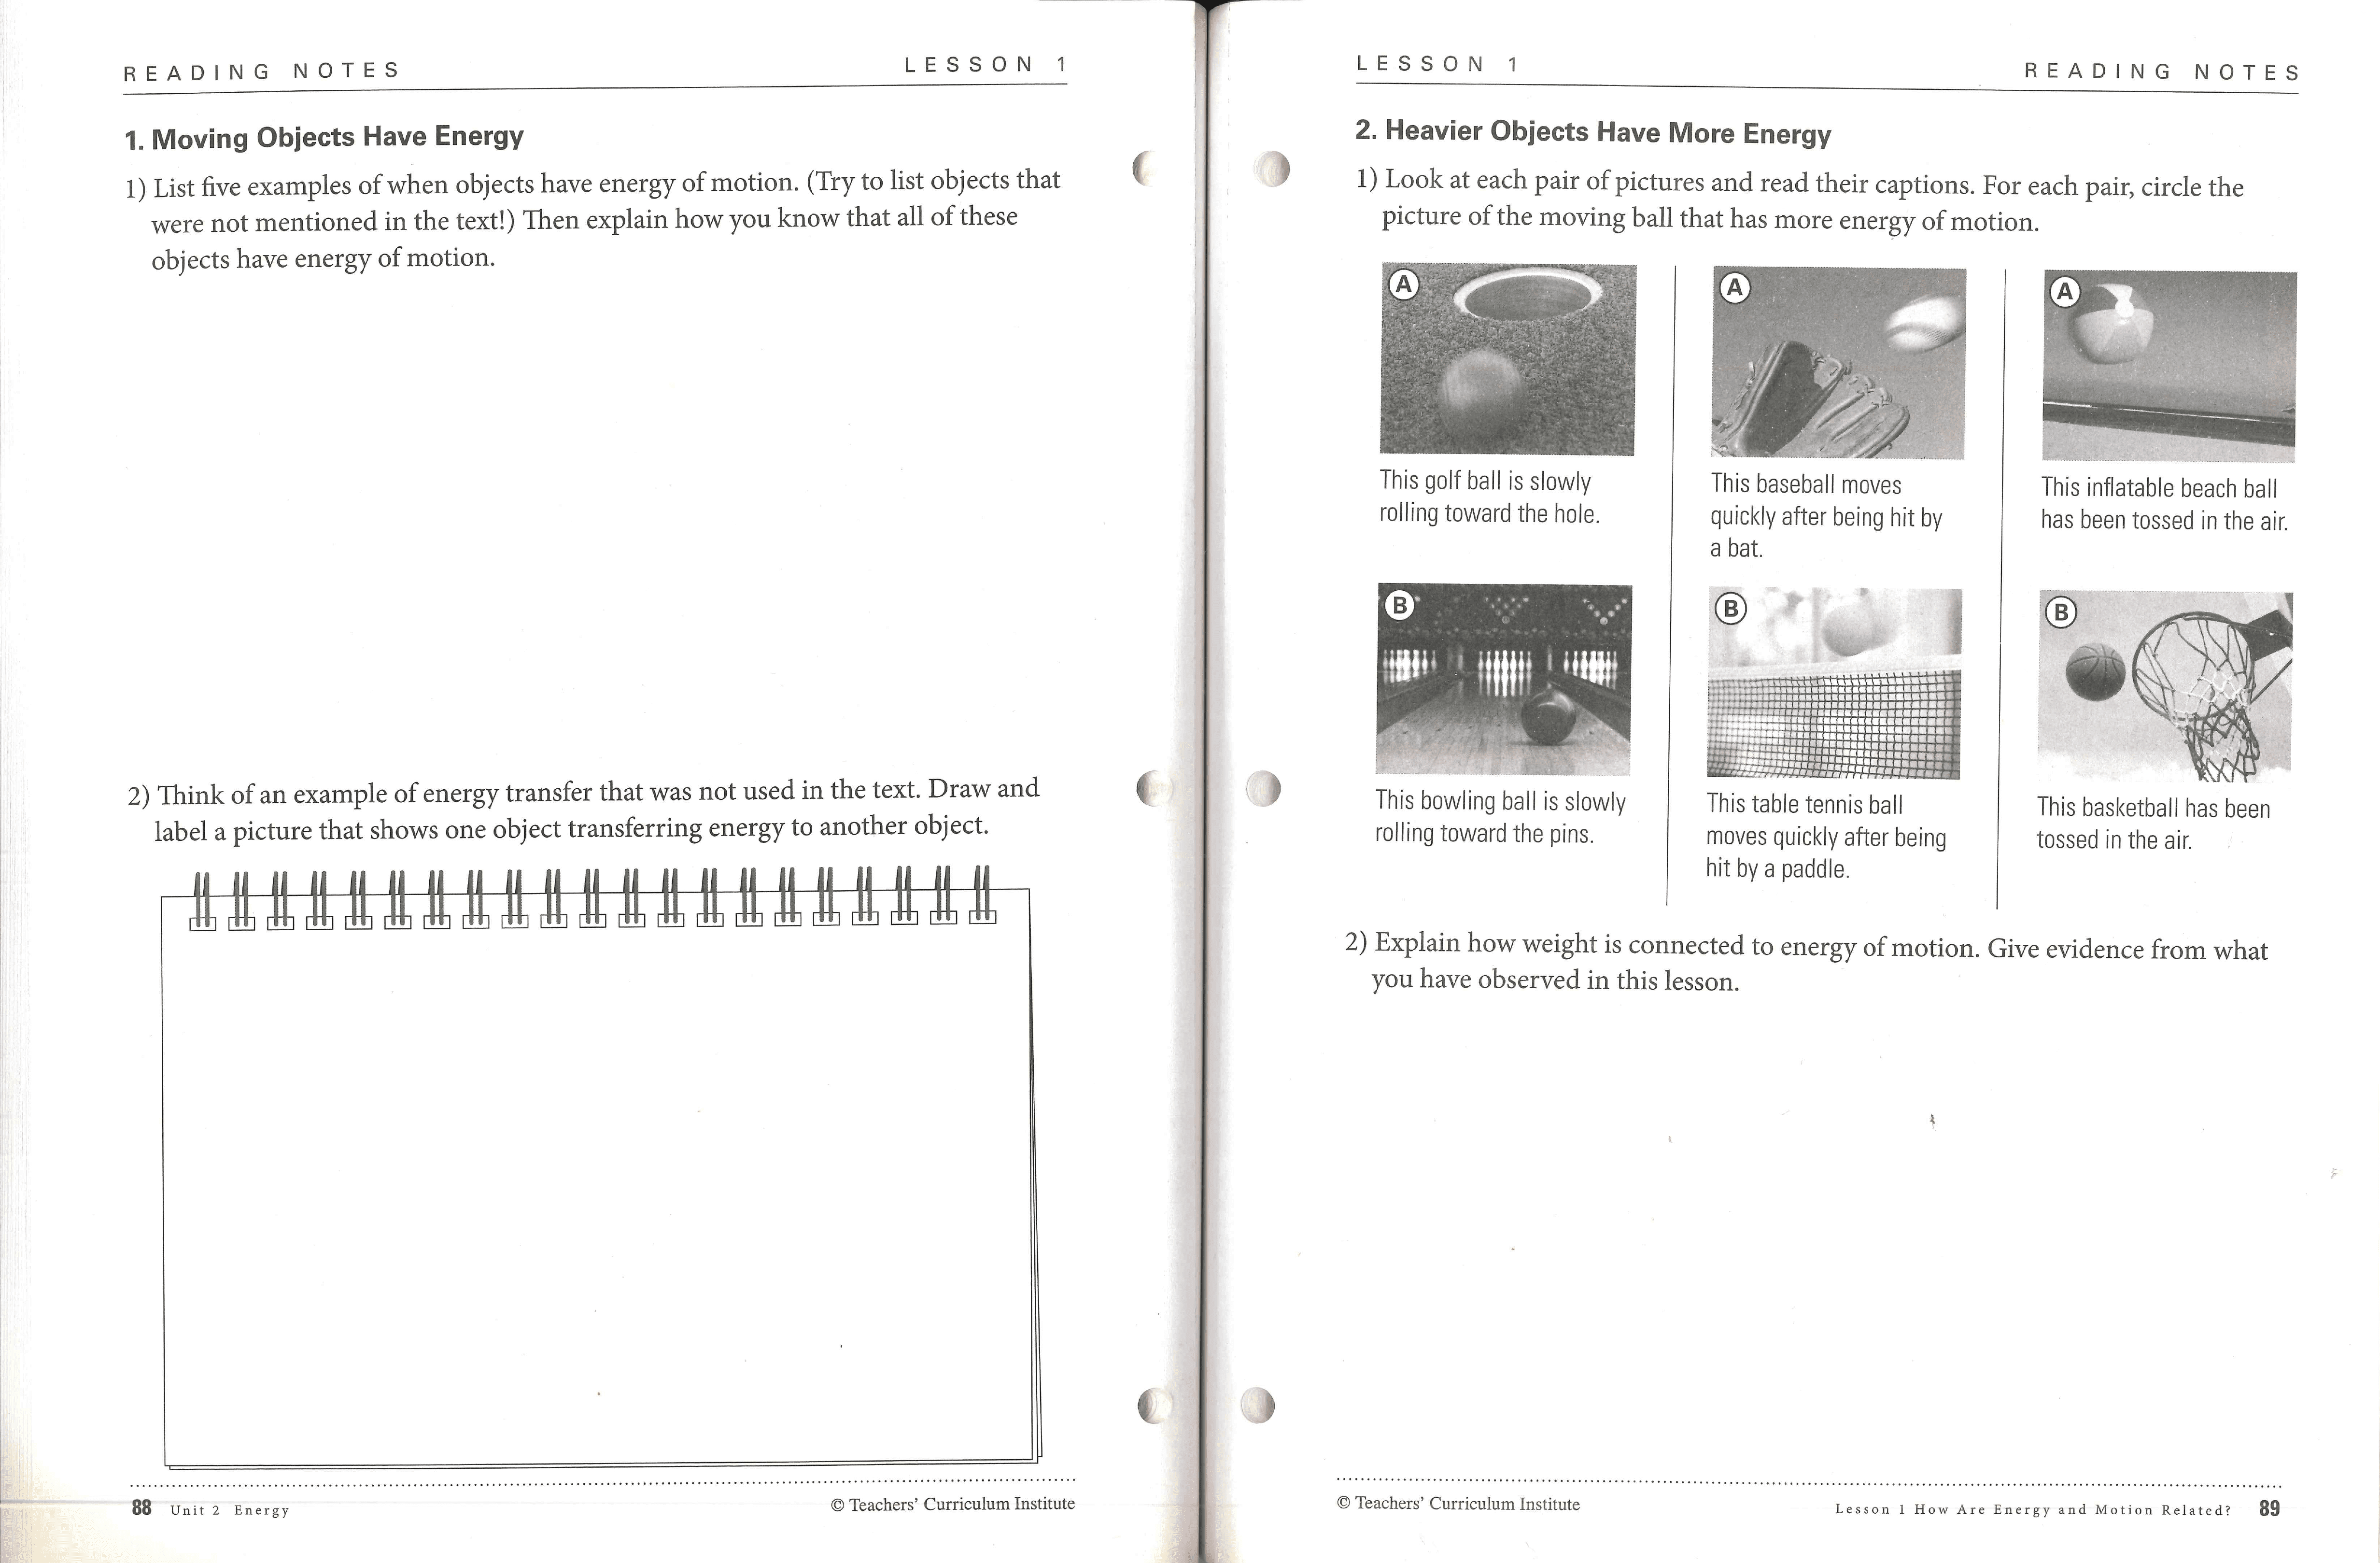 READING NOTES
LESSON 1
1. Moving Objects Have Energy
1) List five examples of when objects have energy of motion. (Try to list objects that
were not mentioned in the text!) Then explain how you know that all of these
objects have energy of motion.
2) Think of an example of energy transfer that was not used in the text. Draw and
label a picture that shows one object transferring energy to another object.
88 Unit 2 Energy
© Teachers’ Curriculum Institute
LESSON 1
READING NOTES
2. Heavier Objects Have More Energy
1) Look at each pair of pictures and read their captions. For each pair, circle the
picture of the moving ball that has more energy of motion.
A
This golf ball is slowly
rolling toward the hole.
B
This bowling ball is slowly
rolling toward the pins.
A
This baseball moves
quickly after being hit by
a bat.
B
This table tennis ball
moves quickly after being
hit by a paddle.
A
This inflatable beach ball
has been tossed in the air.
B
This basketball has been
tossed in the air.
2) Explain how weight is connected to energy of motion. Give evidence from what
you have observed in this lesson.
© Teachers’ Curriculum Institute
Lesson 1 How Are Energy and Motion Related? 89